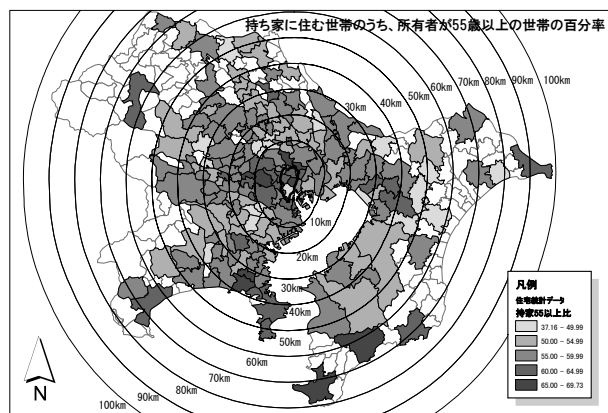 持ち家に住む世帯のうち、所有者が55歳以上の世帯の百分率
100km
90km
80km
70km
60km
50km
40km
30km
10km
20km
30km
40km
50km
60km
70km
80km
90km
100km
N
凡例
住宅統計データ
持家55以上比
37.16 - 49.99
50.00 - 54.99
55.00 - 59.99
60.00 - 64.99
65.00 - 69.73